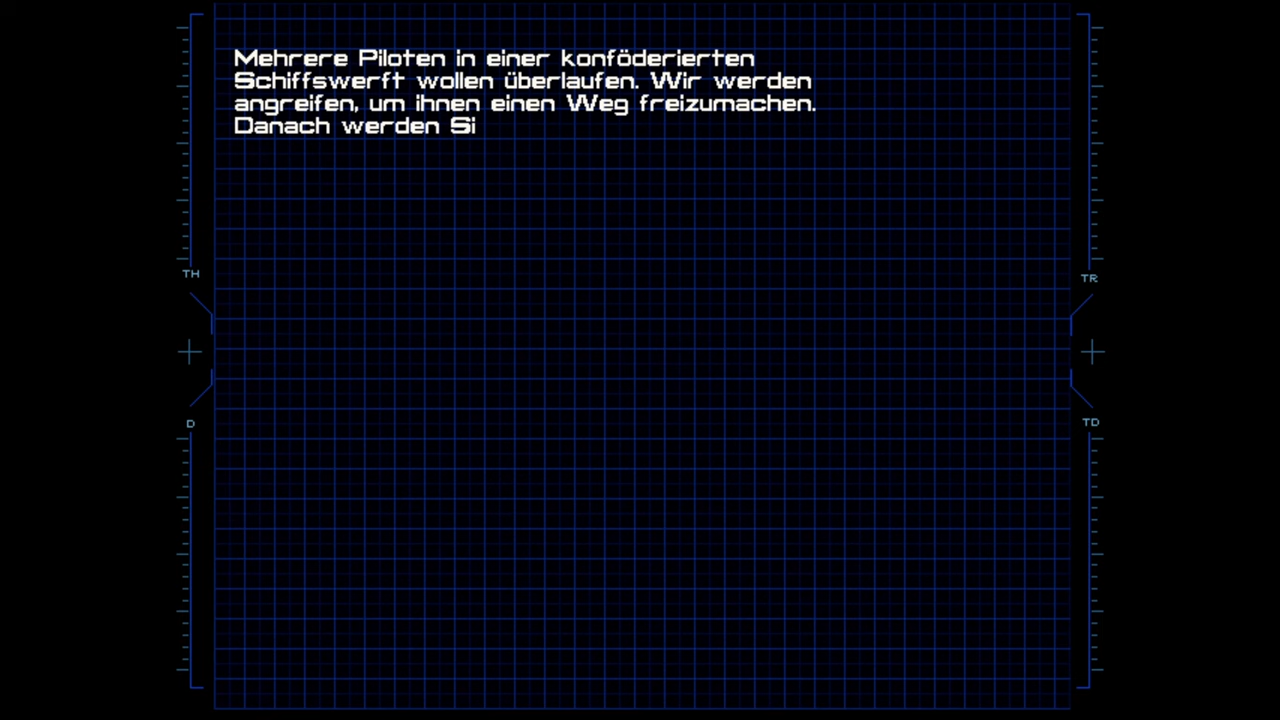 Mehrere Piloten in einer konföderierten
Schiffswerft wollen überlaufen. Wir werden
angreifen, um ihnen einen Weg freizumachen.
Danach werden Si
TH
TR
D
TD